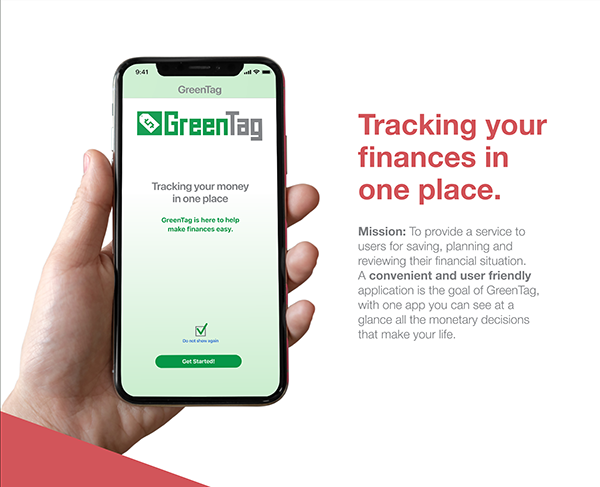 9:41
GreenTag
$
GreenTag
Tracking your money
in one place
GreenTag is here to help
make finances easy.
Do not show again
Get Started!
Tracking your
finances in
one place.
Mission: To provide a service to
users for saving, planning and
reviewing their financial situation.
A convenient and user friendly
application is the goal of GreenTag,
with one app you can see at a
glance all the monetary decisions
that make your life.